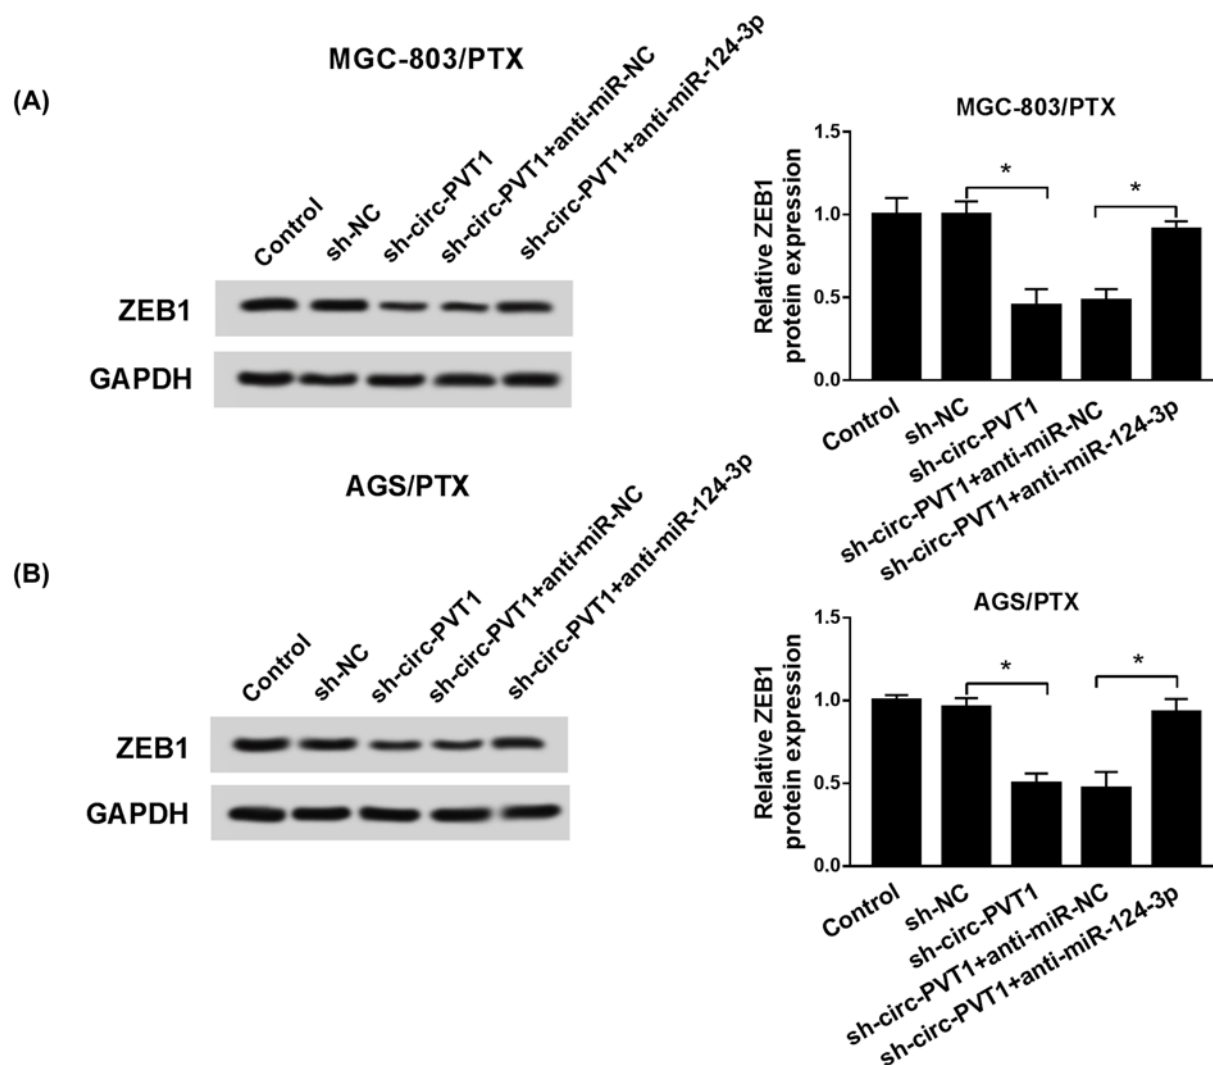 (A)
MGC-803/PTX
Control
sh-NC
sh-circ-PVT1
sh-circ-PVT1+anti-miR-NC
sh-circ-PVT1+anti-miR-124-3p
ZEB1
GAPDH
MGC-803/PTX
Relative ZEB1
protein expression
1.5
1.0
0.5
0.0
*
*
Control
sh-NC
sh-circ-PVT1
sh-circ-PVT1+anti-miR-NC
sh-circ-PVT1+anti-miR-124-3p
(B)
AGS/PTX
Control
sh-NC
sh-circ-PVT1
sh-circ-PVT1+anti-miR-NC
sh-circ-PVT1+anti-miR-124-3p
ZEB1
GAPDH
AGS/PTX
Relative ZEB1
protein expression
1.5
1.0
0.5
0.0
*
*
Control
sh-NC
sh-circ-PVT1
sh-circ-PVT1+anti-miR-NC
sh-circ-PVT1+anti-miR-124-3p